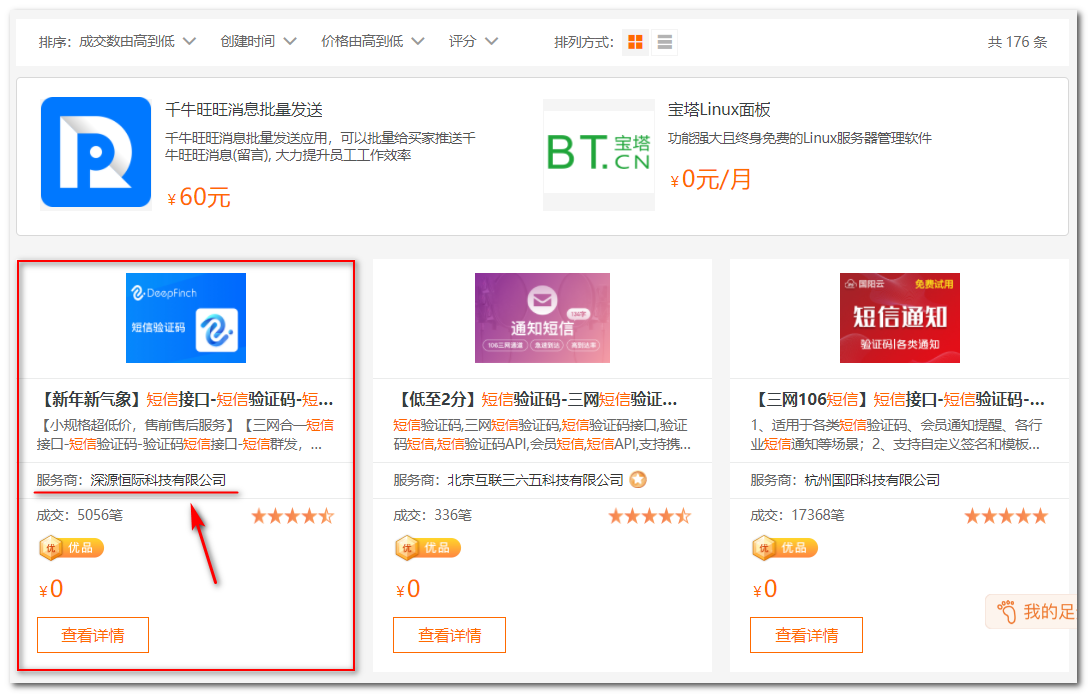 排序: 成交数由高到低 创建时间 价格由高到低 评分 排列方式: 共 176 条
千牛旺旺消息批量发送
千牛旺旺消息批量发送应用，可以批量给买家推送千
牛旺旺消息(留言), 大力提升员工工作效率
¥60元
BT.宝塔.CN
宝塔Linux面板
功能强大且终身免费的Linux服务器管理软件
¥0元/月
DeepFinch
短信验证码
【新年新气象】短信接口-短信验证码-短...
【小规格超低价，售前售后服务】【三网合一短信
接口-短信验证码-验证码短信接口-短信群发，...
服务商: 深源恒际科技有限公司
成交: 5056笔
优 优品
¥0
查看详情
通知短信
106三网通道 急速到达 高到达率
【低至2分】短信验证码-三网短信验证...
短信验证码,三网短信验证码,短信验证码接口,验证
码短信,短信验证码API,会员短信,短信API,支持携...
服务商: 北京互联三六五科技有限公司
成交: 336笔
优 优品
¥0
查看详情
国阳云 免费试用
短信通知
验证码|各类通知
【三网106短信】短信接口-短信验证码-...
1、适用于各类短信验证码、会员通知提醒、各行
业短信通知等场景；2、支持自定义签名和模板...
服务商: 杭州国阳科技有限公司
成交: 17368笔
优 优品
¥0
查看详情
我的足